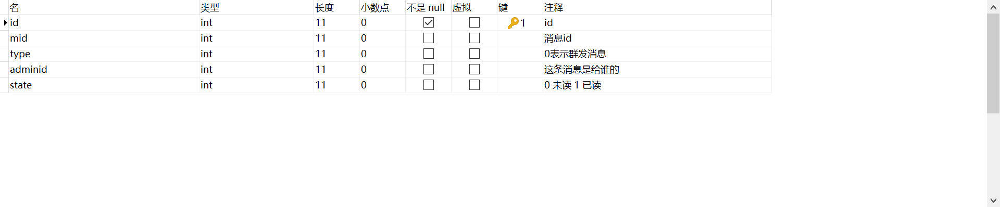 名 类型 长度 小数点 不是 null 虚拟 键 注释
id int 11 0 1 id
mid int 11 0 消息id
type int 11 0 0表示群发消息
adminid int 11 0 这条消息是给谁的
state int 11 0 0 未读 1 已读